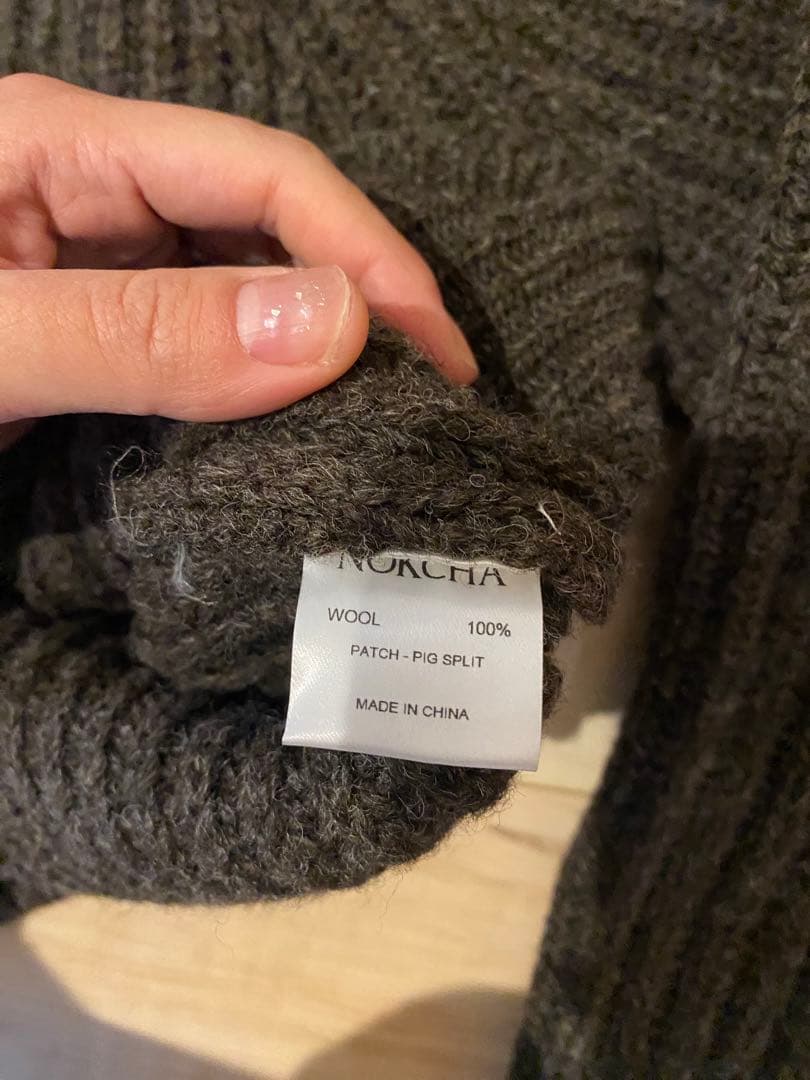 NOKCHA
WOOL 100%
PATCH - PIG SPLIT
MADE IN CHINA